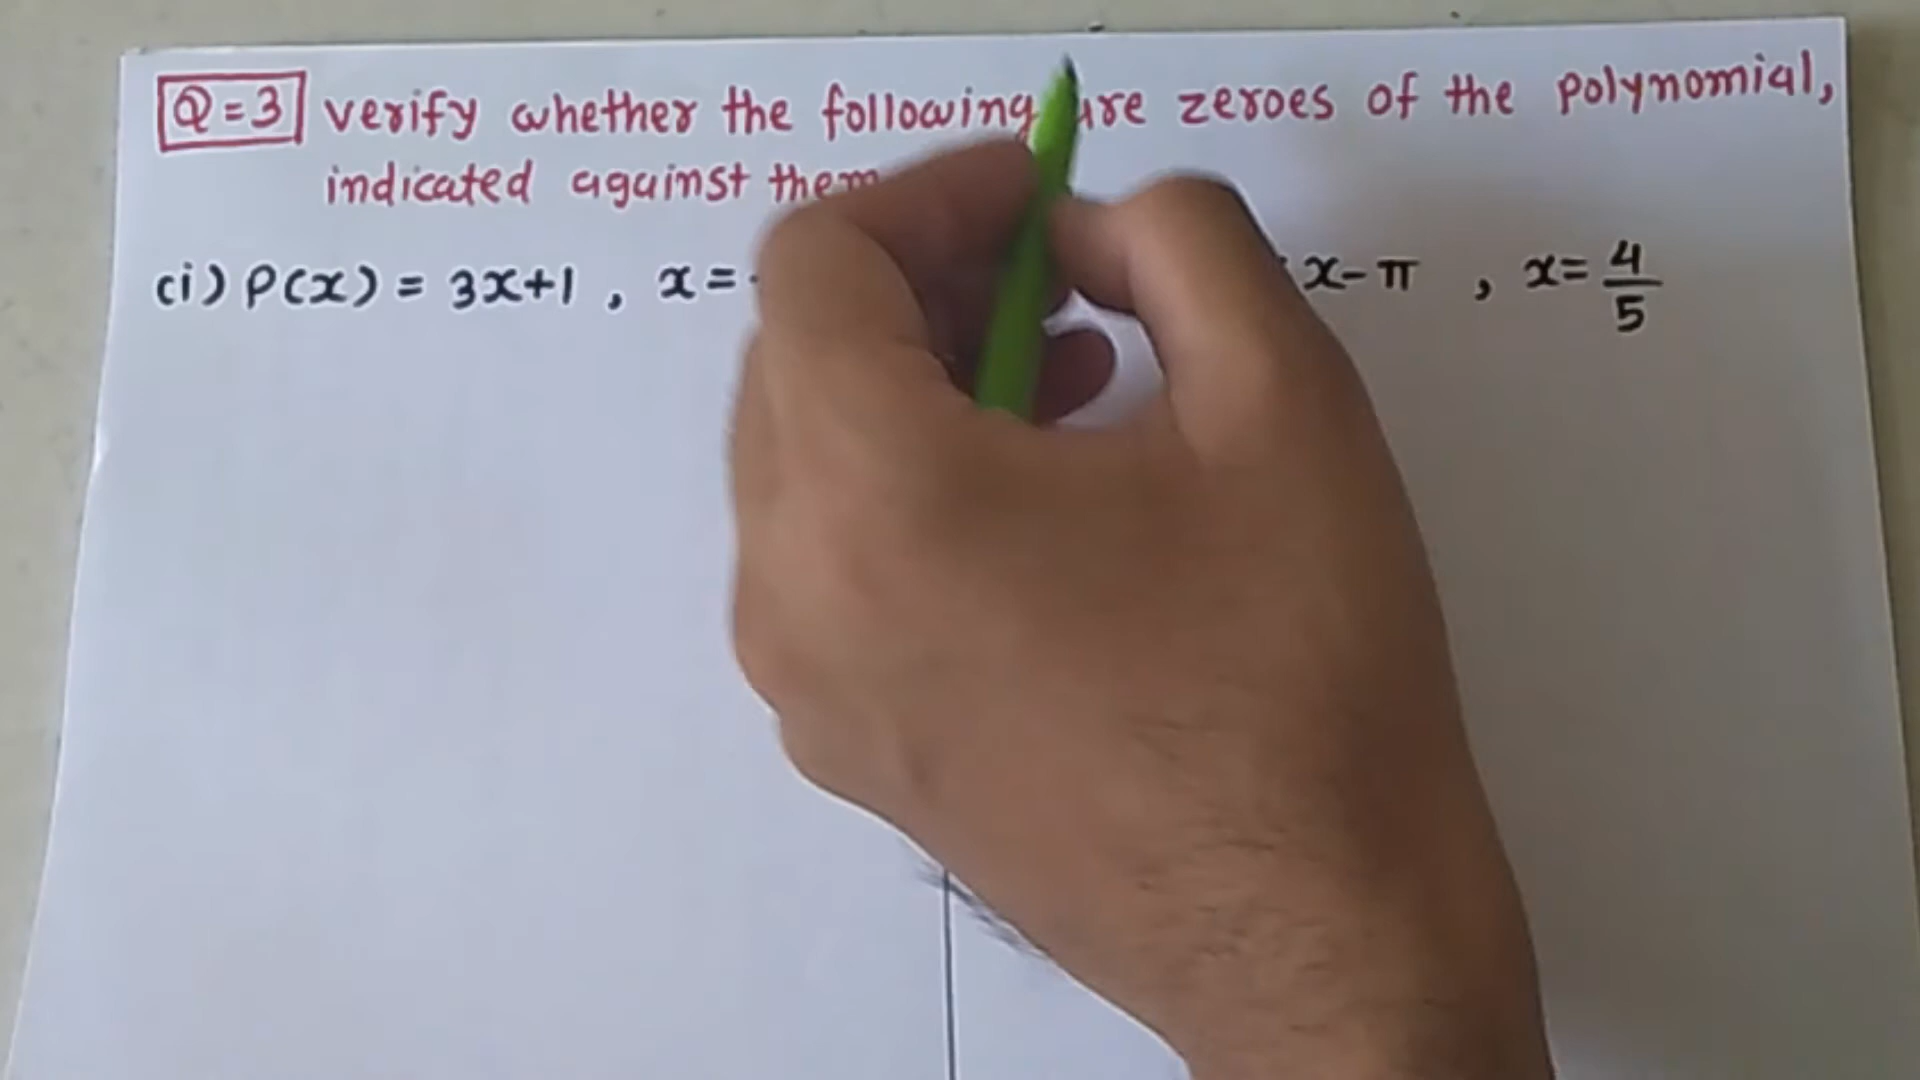 Q=3 verify whether the following are zeroes of the polynomial,
indicated against them
(i) P(x) = 3x+1 , x = x-π , x= 4/5